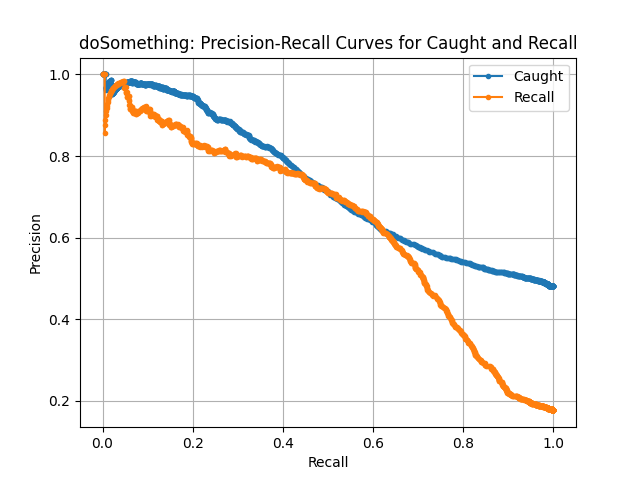 doSomething: Precision-Recall Curves for Caught and Recall
Caught
Recall
Precision
1.0
0.8
0.6
0.4
0.2
0.0
0.2
0.4
0.6
0.8
1.0
Recall